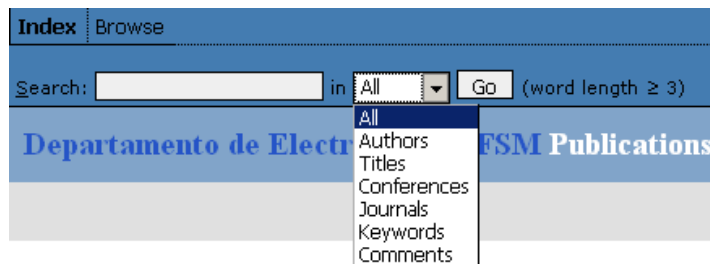 Index Browse
Search: in All Go (word length ≥ 3)
All
Departamento de Electr FSM Publications
Authors
Titles
Conferences
Journals
Keywords
Comments